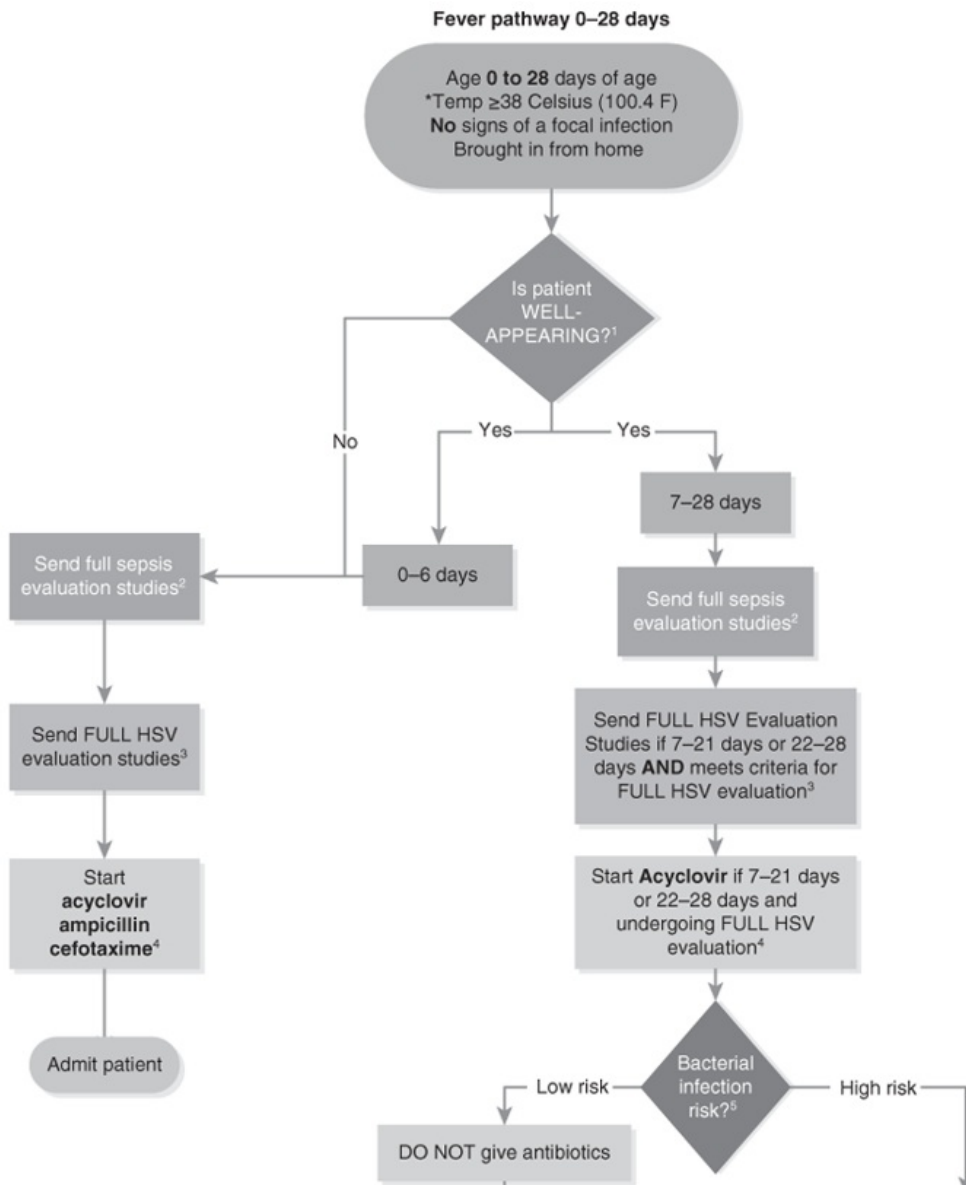 Fever pathway 0–28 days
Age 0 to 28 days of age
*Temp ≥38 Celsius (100.4 F)
No signs of a focal infection
Brought in from home
Is patient
WELL-
APPEARING?¹
No
Yes
Yes
7–28 days
0–6 days
Send full sepsis
evaluation studies²
Send full sepsis
evaluation studies²
Send FULL HSV
evaluation studies³
Send FULL HSV Evaluation
Studies if 7–21 days or 22–28
days AND meets criteria for
FULL HSV evaluation³
Start
acyclovir
ampicillin
cefotaxime⁴
Start Acyclovir if 7–21 days
or 22–28 days and
undergoing FULL HSV
evaluation⁴
Admit patient
Bacterial
infection
risk?⁵
Low risk
High risk
DO NOT give antibiotics